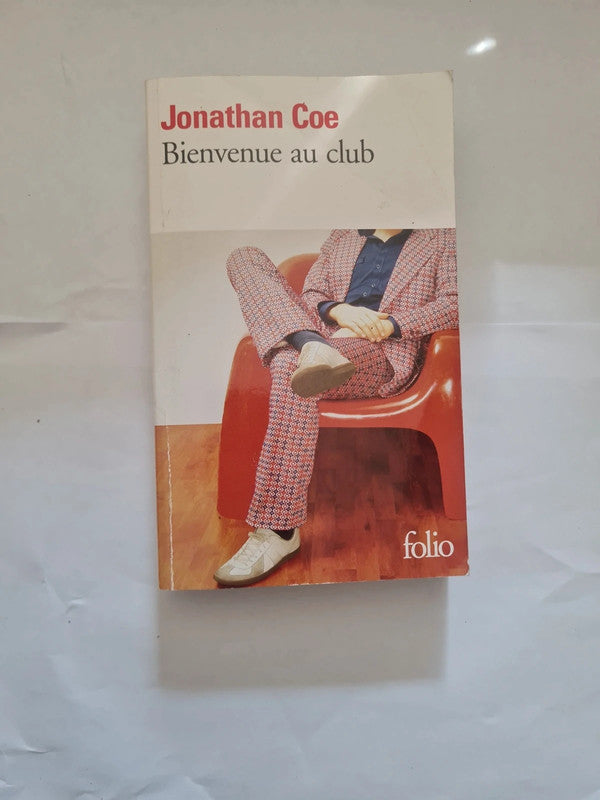 Jonathan Coe
Bienvenue au club
folio